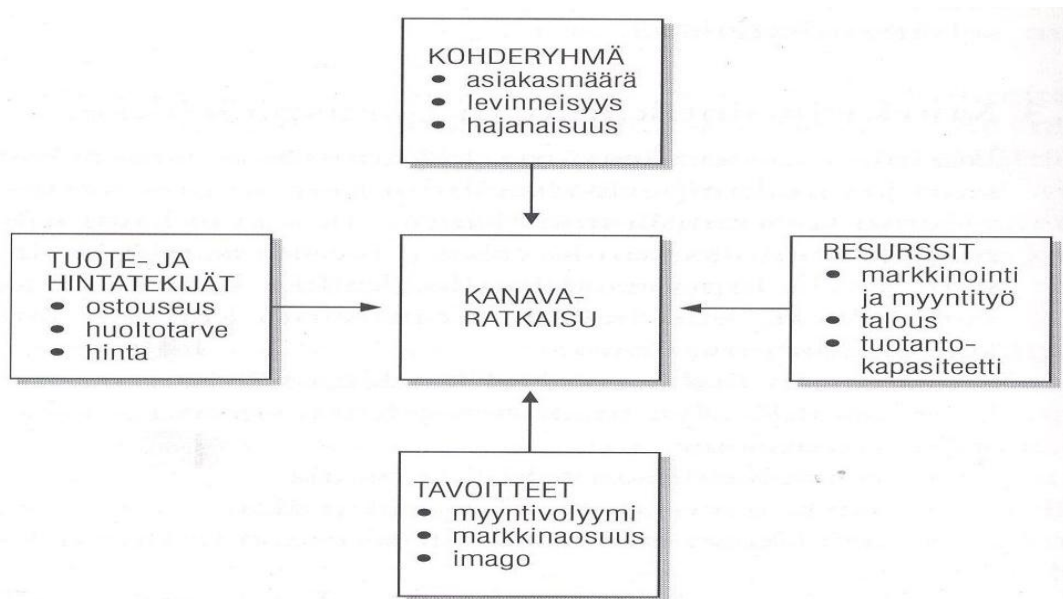 KOHDERYHMÄ
• asiakasmäärä
• levinneisyys
• hajanaisuus
TUOTE- JA
HINTATEKIJÄT
• ostouseus
• huoltotarve
• hinta
KANAVA-
RATKAISU
RESURSSIT
• markkinointi
ja myyntityö
• talous
• tuotanto-
kapasiteetti
TAVOITTEET
• myyntivolyymi
• markkinaosuus
• imago